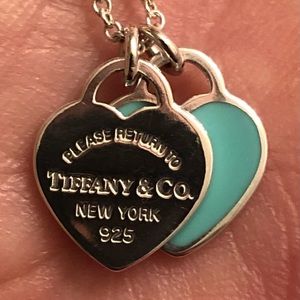 PLEASE RETURN TO
TIFFANY & CO.
NEW YORK
925